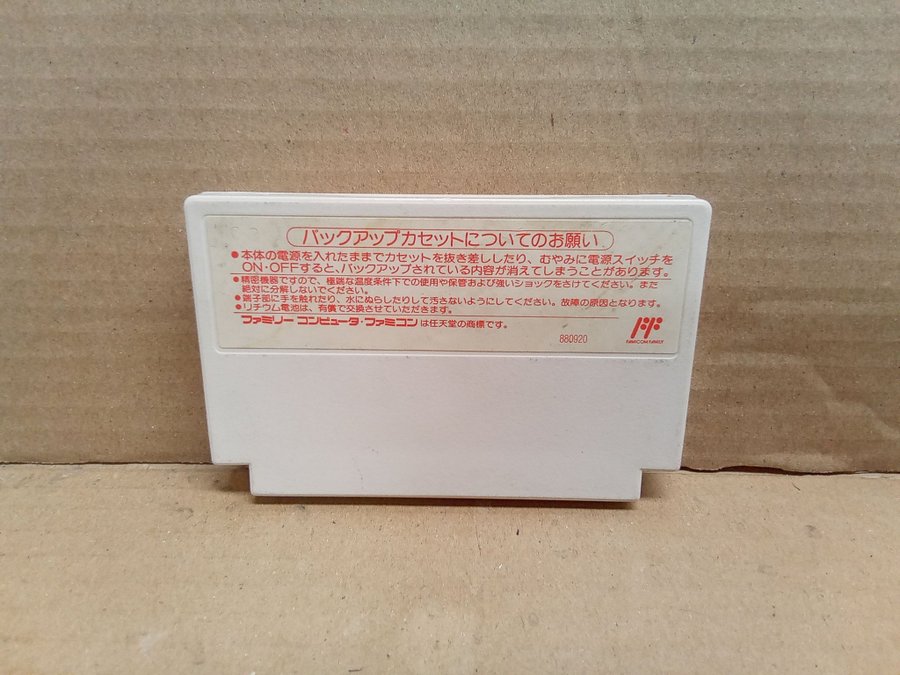 バックアップカセットについてのお願い
●本体の電源を入れたままでカセットを抜き差ししたり、むやみに電源スイッチを
ON・OFFすると、バックアップされている内容が消えてしまうことがあります。
●精密機器ですので、極端な温度条件下での使用や保管および強いショックをさけてください。また
絶対に分解しないでください。
●端子部に手を触れたり、水にぬらしたりして汚さないようにしてください。故障の原因となります。
●リチウム電池は、有償で交換させていただきます。
ファミリーコンピュータ・ファミコンは任天堂の商標です。
880920
FAMICOM FAMILY